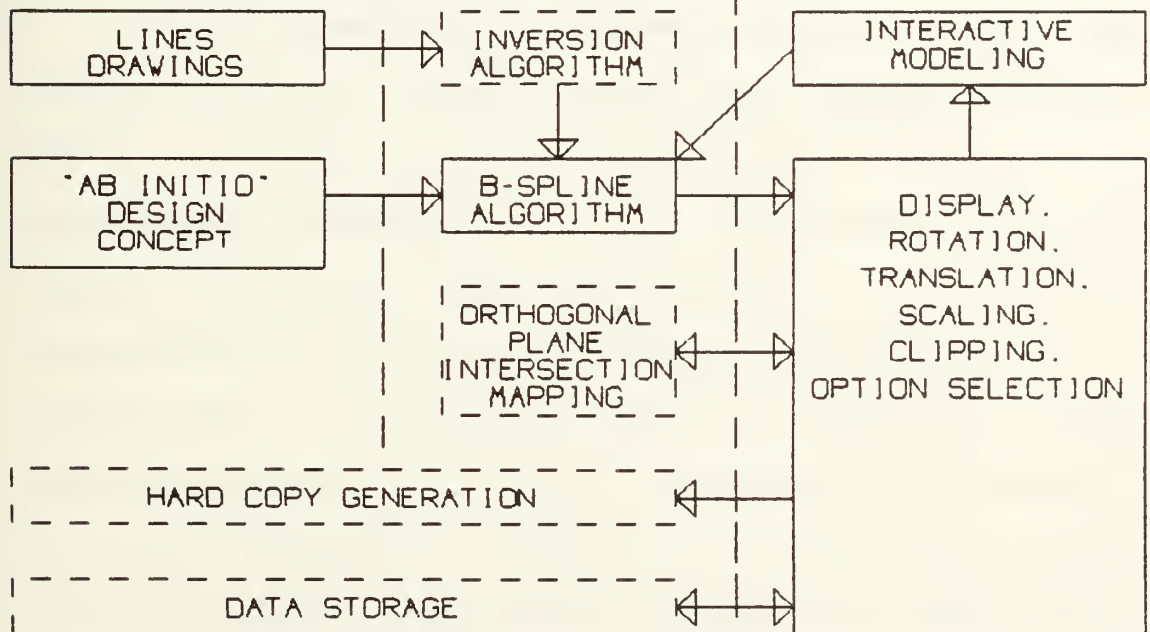 LINES
DRAWINGS
INVERSION
ALGORITHM
INTERACTIVE
MODELING
"AB INITIO"
DESIGN
CONCEPT
B-SPLINE
ALGORITHM
DISPLAY.
ROTATION.
TRANSLATION.
SCALING.
CLIPPING.
OPTION SELECTION
ORTHOGONAL
PLANE
INTERSECTION
MAPPING
HARD COPY GENERATION
DATA STORAGE